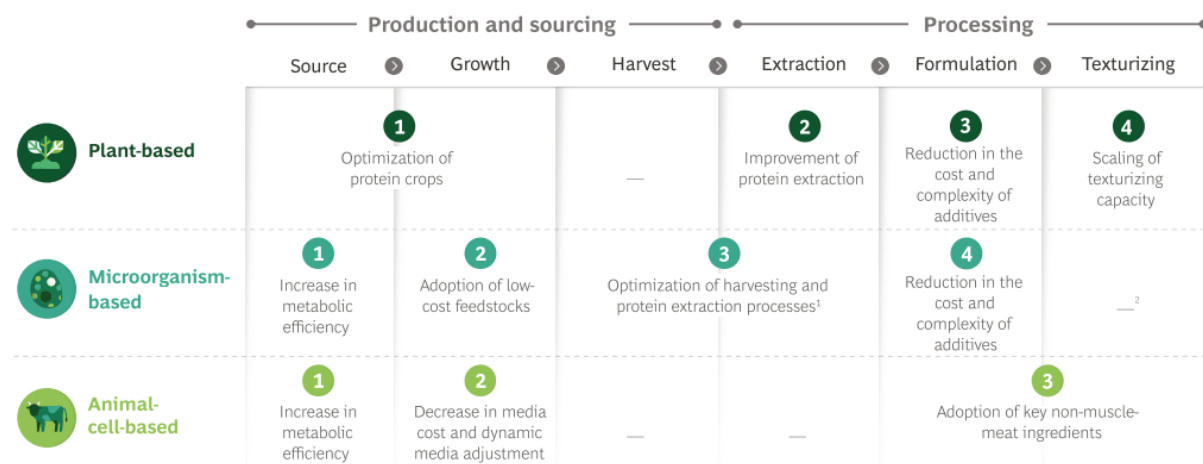 Production and sourcing
Processing
Source
Growth
Harvest
Extraction
Formulation
Texturizing
Plant-based
1
Optimization of
protein crops
—
2
Improvement of
protein extraction
3
Reduction in the
cost and
complexity of
additives
4
Scaling of
texturizing
capacity
Microorganism-
based
1
Increase in
metabolic
efficiency
2
Adoption of low-
cost feedstocks
3
Optimization of harvesting and
protein extraction processes¹
4
Reduction in the
cost and
complexity of
additives
—²
Animal-
cell-based
1
Increase in
metabolic
efficiency
2
Decrease in media
cost and dynamic
media adjustment
—
—
3
Adoption of key non-muscle-
meat ingredients